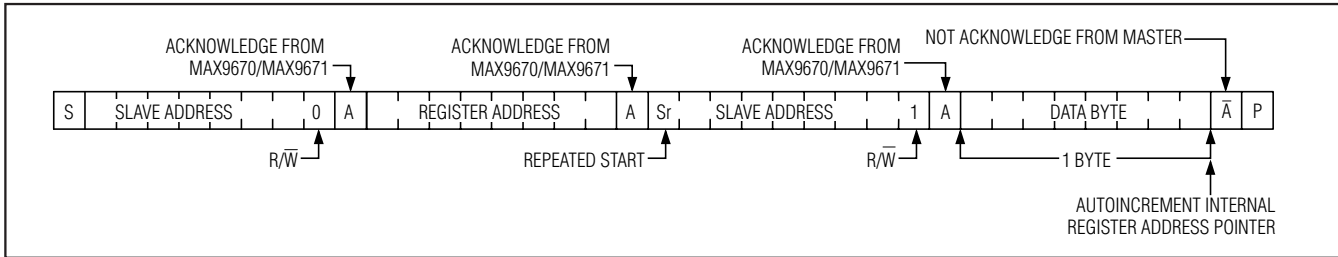 ACKNOWLEDGE FROM
MAX9670/MAX9671
ACKNOWLEDGE FROM
MAX9670/MAX9671
ACKNOWLEDGE FROM
MAX9670/MAX9671
NOT ACKNOWLEDGE FROM MASTER
S SLAVE ADDRESS 0 A REGISTER ADDRESS A Sr SLAVE ADDRESS 1 A DATA BYTE A̅ P
R/W̅ REPEATED START R/W̅ 1 BYTE
AUTOINCREMENT INTERNAL
REGISTER ADDRESS POINTER